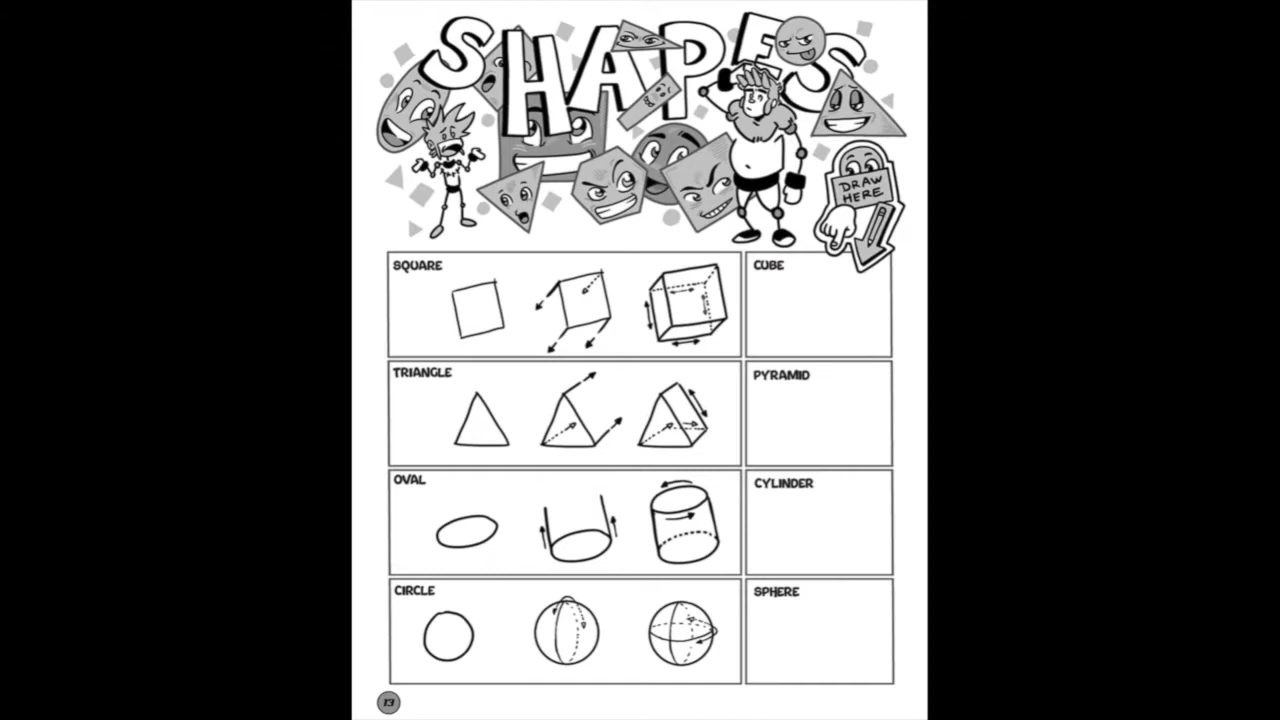 SHAPES
DRAW
HERE
SQUARE
CUBE
TRIANGLE
PYRAMID
OVAL
CYLINDER
CIRCLE
SPHERE
13